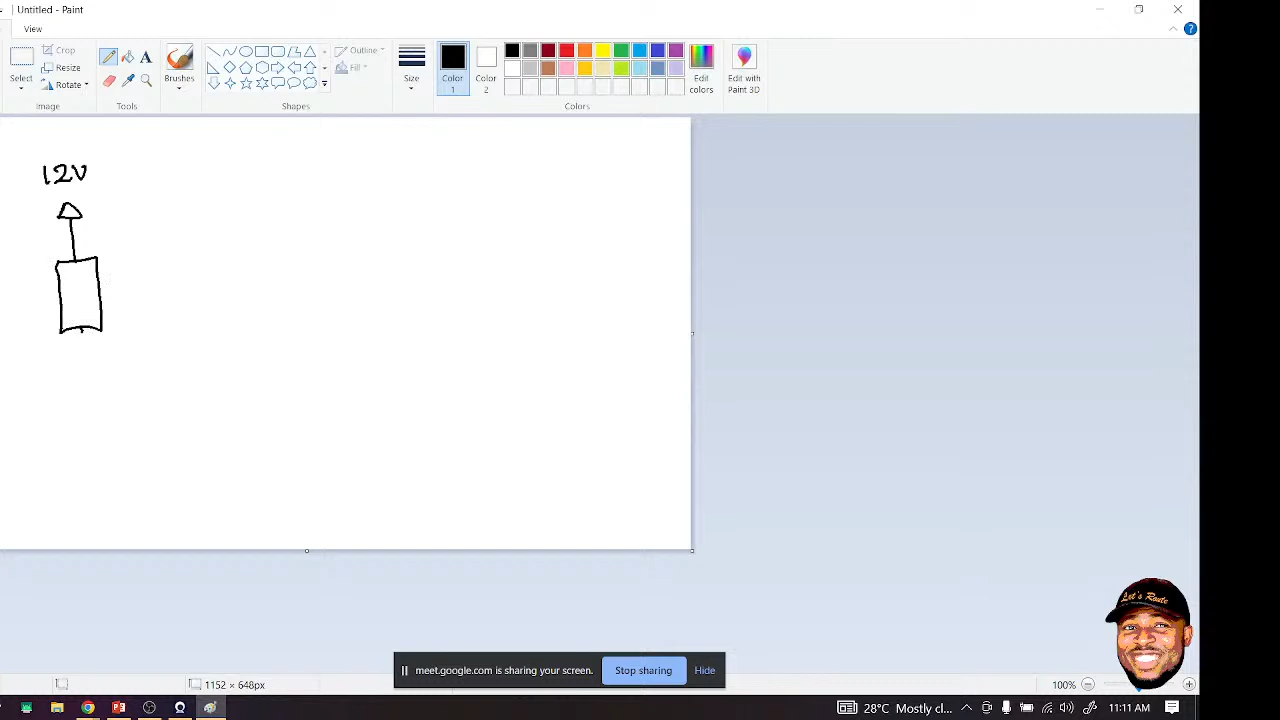 Untitled - Paint
View
Select
Crop
Resize
Rotate
Image
A
Tools
Brushes
Outline
Fill
Shapes
Size
Color
1
Color
2
Edit
colors
Edit with
Paint 3D
Colors
12V
Let's Route
meet.google.com is sharing your screen.
Stop sharing
Hide
1152 × 648px
100%
28°C Mostly cl...
11:11 AM